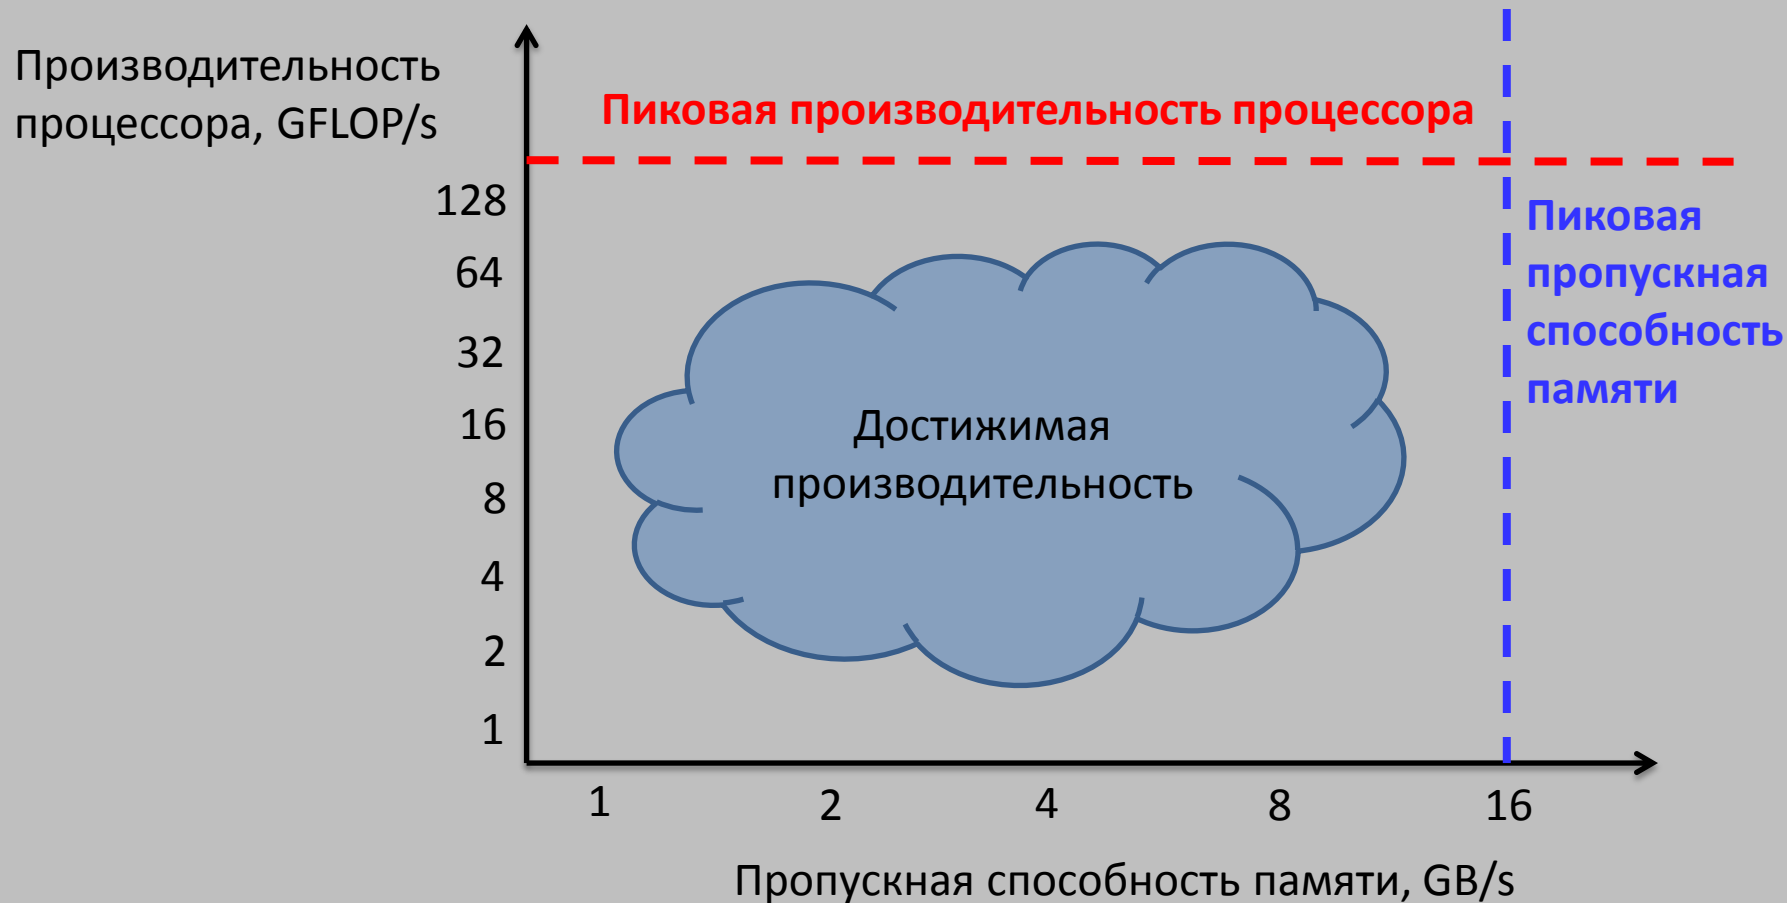 Производительность
процессора, GFLOP/s
Пиковая производительность процессора
128
64
32
16
8
4
2
1
Пиковая
пропускная
способность
памяти
Достижимая
производительность
1 2 4 8 16
Пропускная способность памяти, GB/s